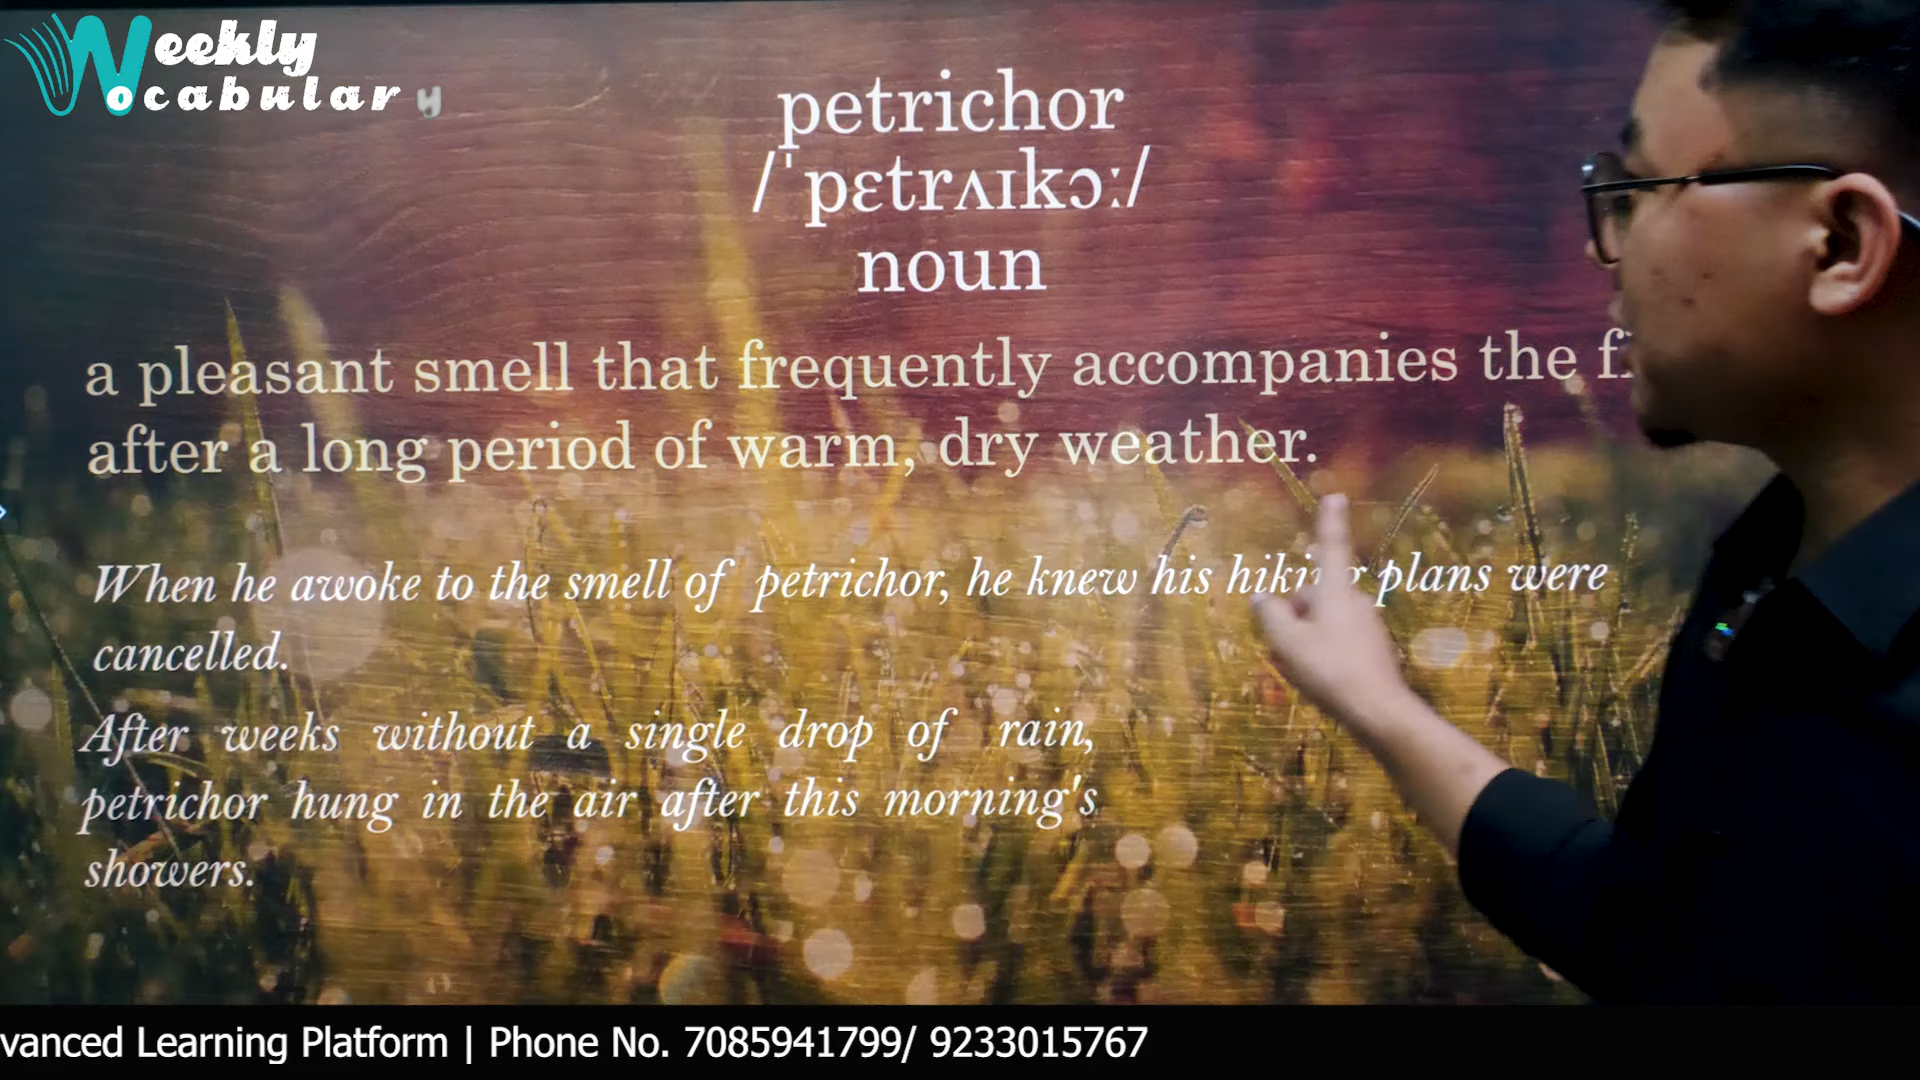 Weekly
Vocabulary
petrichor
/ˈpɛtrʌɪkɔː/
noun
a pleasant smell that frequently accompanies the
after a long period of warm, dry weather.
When he awoke to the smell of petrichor, he knew his plans were
cancelled.
After weeks without a single drop of rain,
petrichor hung in the air after this morning's
showers.
vanced Learning Platform | Phone No. 7085941799/ 9233015767